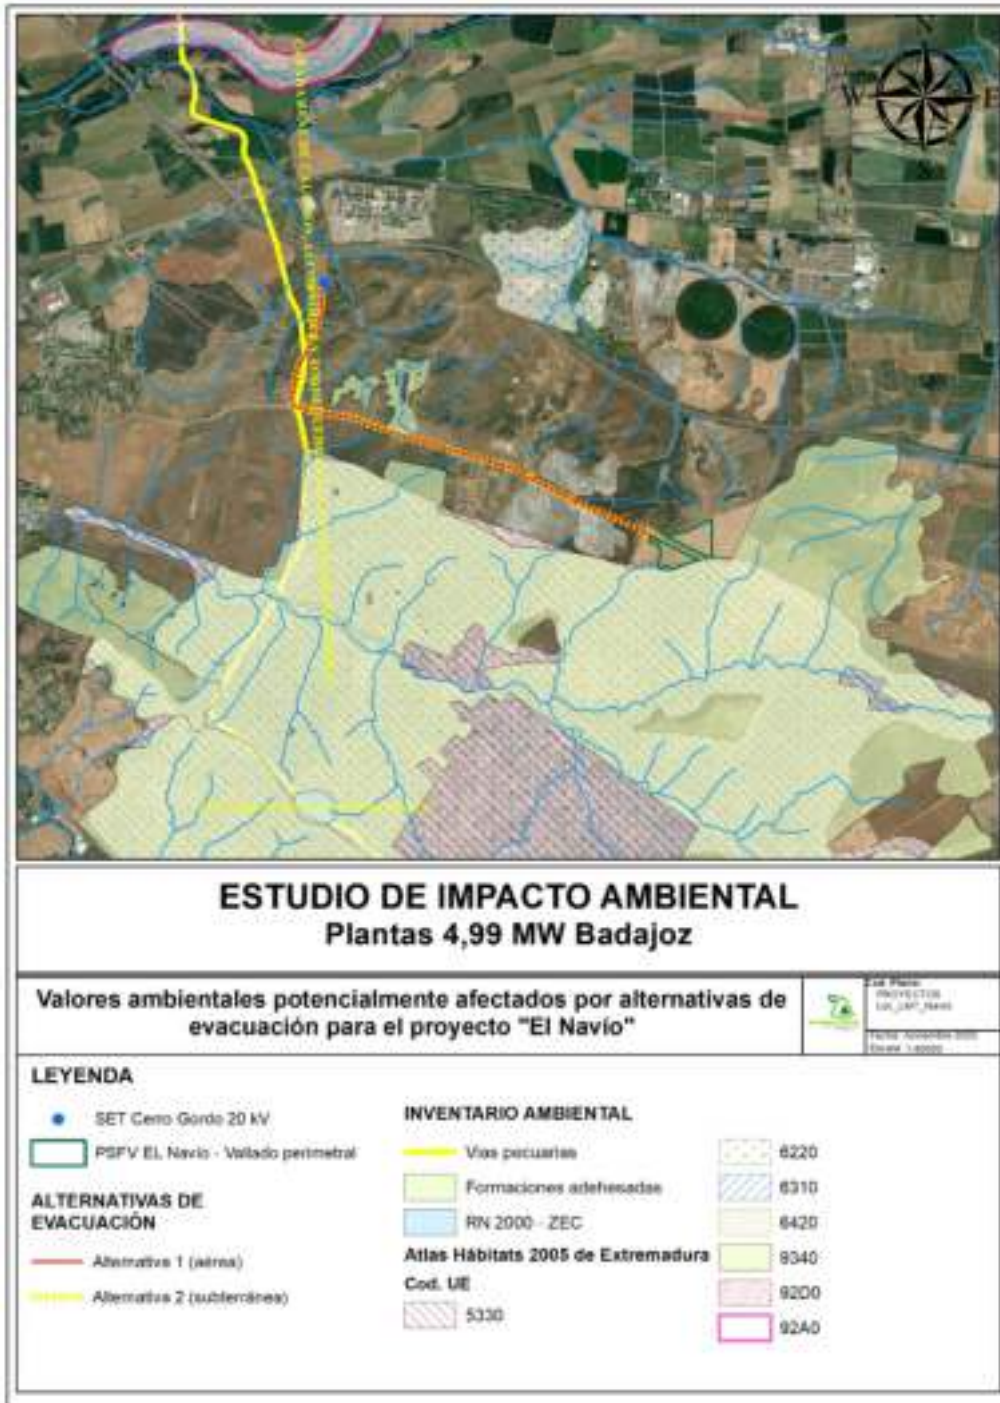 N
W
E
S
ESTUDIO DE IMPACTO AMBIENTAL
Plantas 4,99 MW Badajoz
Valores ambientales potencialmente afectados por alternativas de
evacuación para el proyecto "El Navío"
Cod. Plano:
PROYECTOS
LEYENDA
SET Cerro Gordo 20 kV
PSFV EL Navío - Vallado perimetral
ALTERNATIVAS DE
EVACUACIÓN
Alternativa 1 (aérea)
Alternativa 2 (subterránea)
INVENTARIO AMBIENTAL
Vías pecuarias
Formaciones adehesadas
RN 2000 - ZEC
Atlas Hábitats 2005 de Extremadura
Cod. UE
5330
6220
6310
6420
9340
92D0
92A0